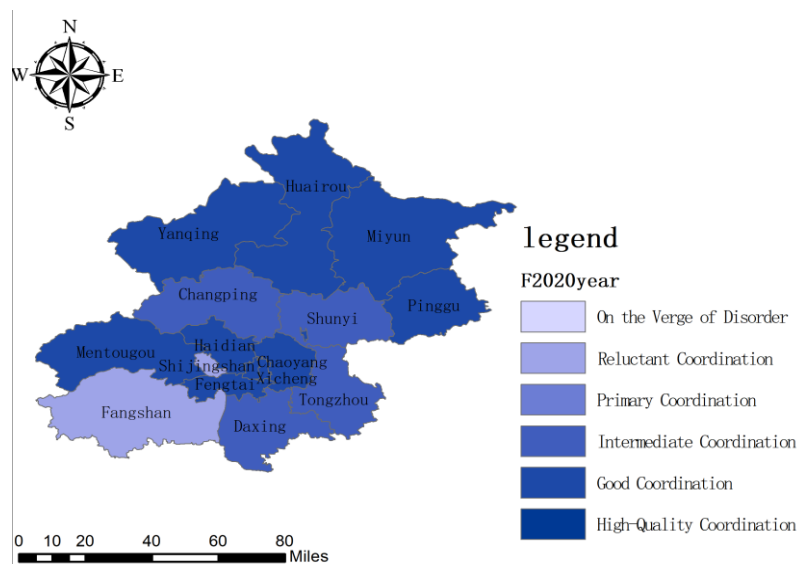 N
W E
S
Huairou
Yanqing
Miyun
Changping
Shunyi
Pinggu
Mentougou
Haidian
Shijingshan
Chaoyang
Xicheng
Fengtai
Fangshan
Tongzhou
Daxing
legend
F2020year
On the Verge of Disorder
Reluctant Coordination
Primary Coordination
Intermediate Coordination
Good Coordination
High-Quality Coordination
0 10 20 40 60 80
Miles